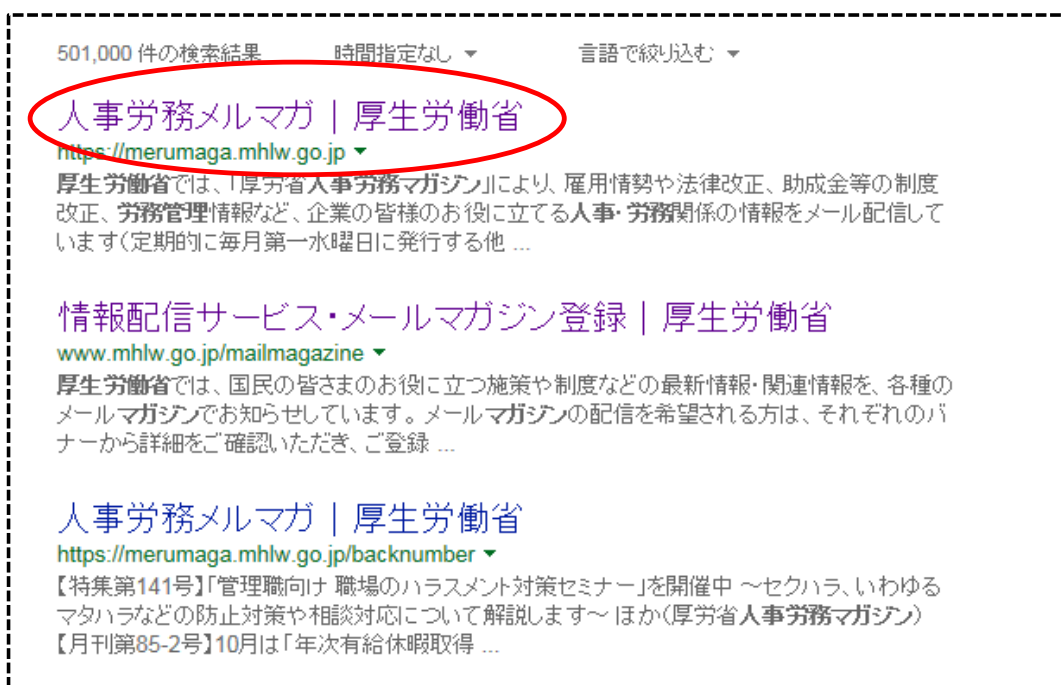 501,000 件の検索結果 時間指定なし ▼ 言語で絞り込む ▼
人事労務メルマガ | 厚生労働省
https://merumaga.mhlw.go.jp ▼
厚生労働省では、「厚労省人事労務マガジン」により、雇用情勢や法律改正、助成金等の制度
改正、労務管理情報など、企業の皆様のお役に立てる人事・労務関係の情報をメール配信して
います(定期的に毎月第一水曜日に発行する他 ...
情報配信サービス・メールマガジン登録 | 厚生労働省
www.mhlw.go.jp/mailmagazine ▼
厚生労働省では、国民の皆さまのお役に立つ施策や制度などの最新情報・関連情報を、各種の
メールマガジンでお知らせしています。メールマガジンの配信を希望される方は、それぞれのバ
ナーから詳細をご確認いただき、ご登録 ...
人事労務メルマガ | 厚生労働省
https://merumaga.mhlw.go.jp/backnumber ▼
【特集第141号】「管理職向け 職場のハラスメント対策セミナー」を開催中 ～セクハラ、いわゆる
マタハラなどの防止対策や相談対応について解説します～ ほか(厚労省人事労務マガジン)
【月刊第85-2号】10月は「年次有給休暇取得 ...